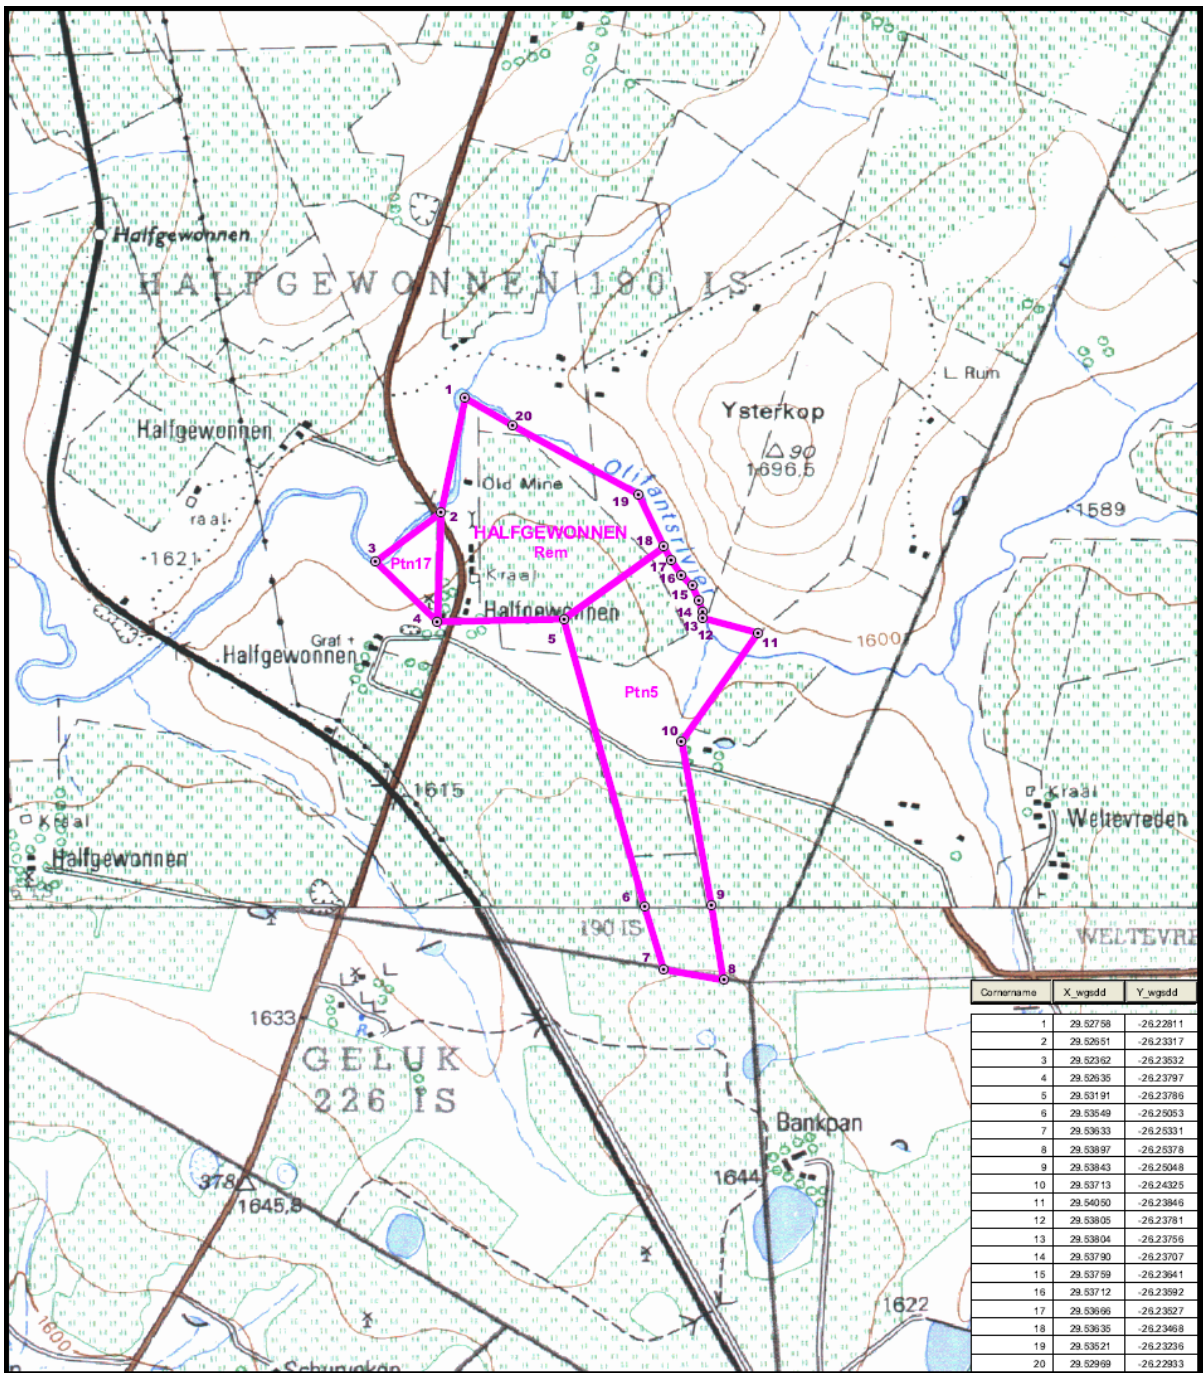 Halfgewonnen
HALFGEWONNEN 190 IS
L. Rum
1
20
Ysterkop
90
1696,5
Halfgewonnen
Olifantsrivier
Old Mine
19
raal
2
1589
HALFGEWONNEN
Rem
18
1621
3
Ptn17
17
16
Kraal
15
Halfgewonnen
14
13
4
12
5
11
1600
Graf +
Halfgewonnen
Ptn5
10
1615
Kraal
Kraal
Weltevreden
Halfgewonnen
6
9
190 IS
WELTEVRE
7
8
1633
R
GELUK
226 IS
Bankpan
378
1645,8
1644
1622
1600
Cornername X_wgsdd Y_wgsdd
1 29.52758 -26.22811
2 29.52651 -26.23317
3 29.52362 -26.23532
4 29.52635 -26.23797
5 29.53191 -26.23786
6 29.53549 -26.25053
7 29.53633 -26.25331
8 29.53897 -26.25378
9 29.53843 -26.25048
10 29.53713 -26.24325
11 29.54050 -26.23846
12 29.53805 -26.23781
13 29.53804 -26.23756
14 29.53790 -26.23707
15 29.53759 -26.23641
16 29.53712 -26.23592
17 29.53666 -26.23527
18 29.53635 -26.23468
19 29.53521 -26.23236
20 29.52969 -26.22933